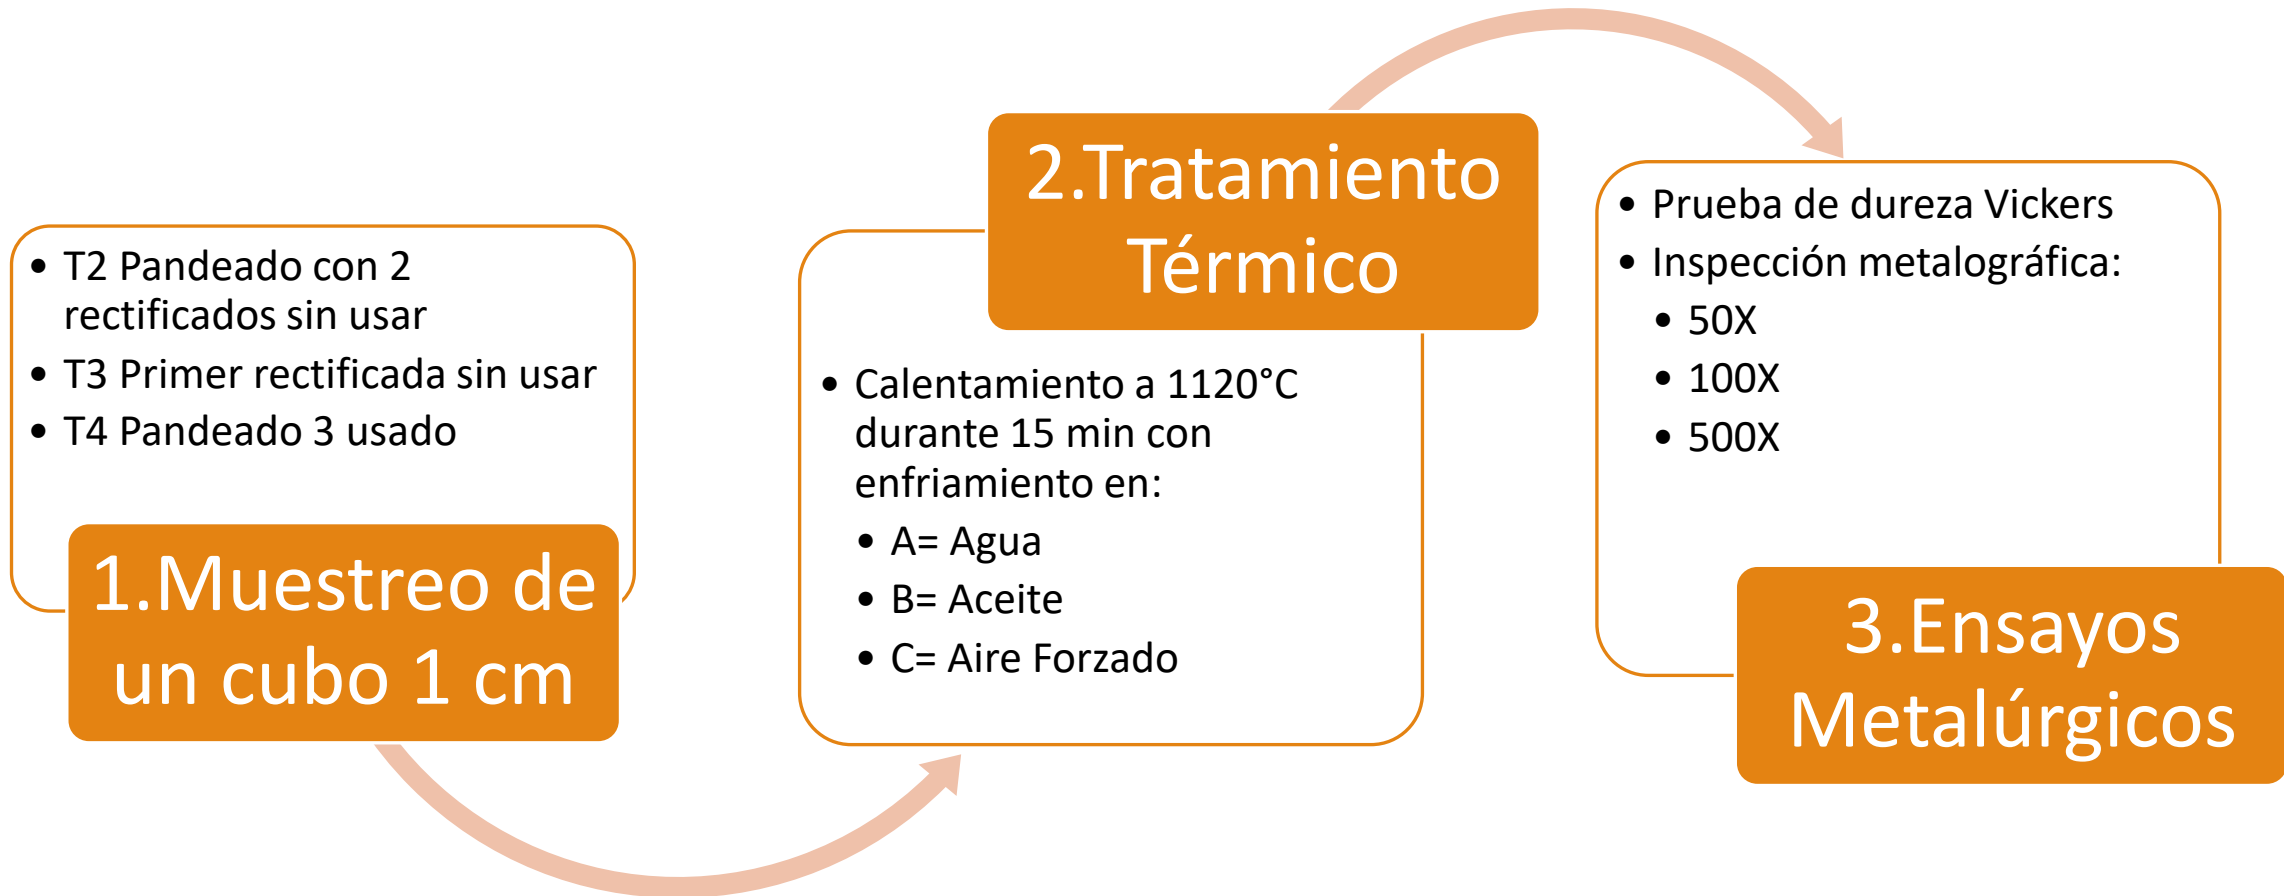 • T2 Pandeado con 2
rectificados sin usar
• T3 Primer rectificada sin usar
• T4 Pandeado 3 usado
1.Muestreo de
un cubo 1 cm
2.Tratamiento
Térmico
• Calentamiento a 1120°C
durante 15 min con
enfriamiento en:
• A= Agua
• B= Aceite
• C= Aire Forzado
• Prueba de dureza Vickers
• Inspección metalográfica:
• 50X
• 100X
• 500X
3.Ensayos
Metalúrgicos